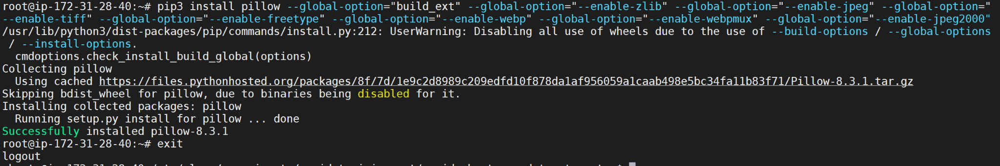 root@ip-172-31-28-40:~# pip3 install pillow --global-option="build_ext" --global-option="--enable-zlib" --global-option="--enable-jpeg" --global-option="
--enable-tiff" --global-option="--enable-freetype" --global-option="--enable-webp" --global-option="--enable-webpmux" --global-option="--enable-jpeg2000"
/usr/lib/python3/dist-packages/pip/commands/install.py:212: UserWarning: Disabling all use of wheels due to the use of --build-options / --global-options
/ --install-options.
cmdoptions.check_install_build_global(options)
Collecting pillow
Using cached https://files.pythonhosted.org/packages/8f/7d/1e9c2d8989c209edfd10f878da1af956059a1caab498e5bc34fa11b83f71/Pillow-8.3.1.tar.gz
Skipping bdist_wheel for pillow, due to binaries being disabled for it.
Installing collected packages: pillow
Running setup.py install for pillow ... done
Successfully installed pillow-8.3.1
root@ip-172-31-28-40:~# exit
logout